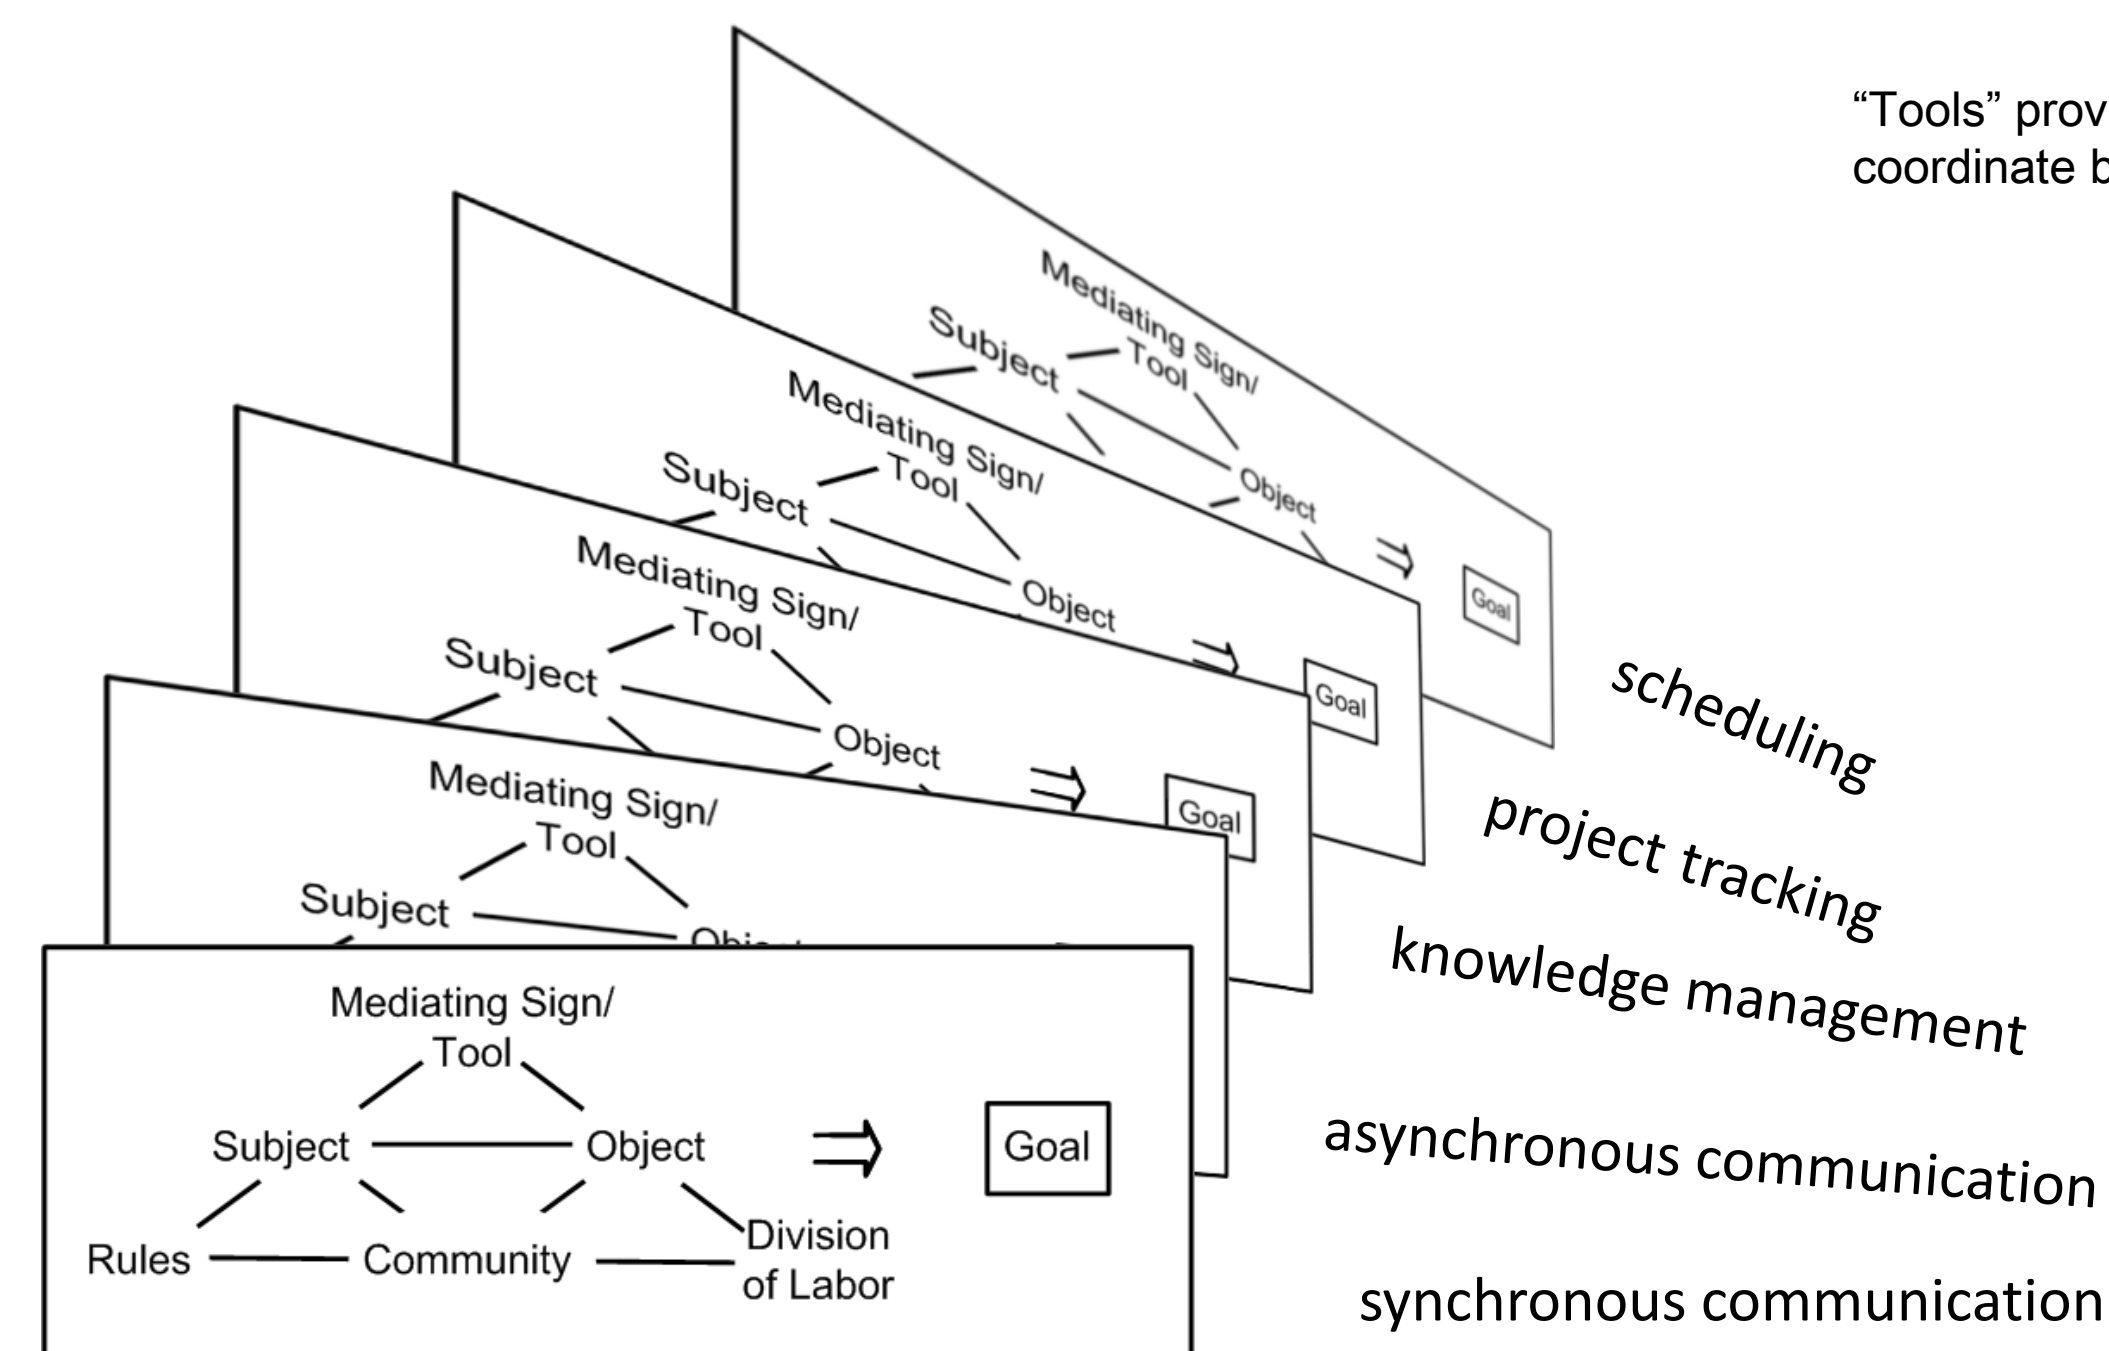 “Tools” prov
coordinate b
Mediating Sign/
Tool
Subject
Object
Goal
scheduling
Mediating Sign/
Tool
Subject
Object
Goal
project tracking
Mediating Sign/
Tool
Subject
Object
Goal
knowledge management
Mediating Sign/
Tool
Subject
Object
asynchronous communication
Mediating Sign/
Tool
Subject
Object
Goal
Rules
Community
Division
of Labor
synchronous communication